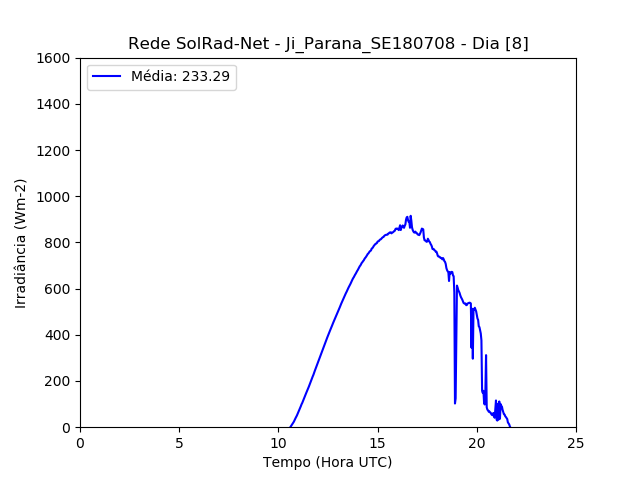 Rede SolRad-Net - Ji_Parana_SE180708 - Dia [8]
Média: 233.29
Irradiância (Wm-2)
1600
1400
1200
1000
800
600
400
200
0
0 5 10 15 20 25
Tempo (Hora UTC)